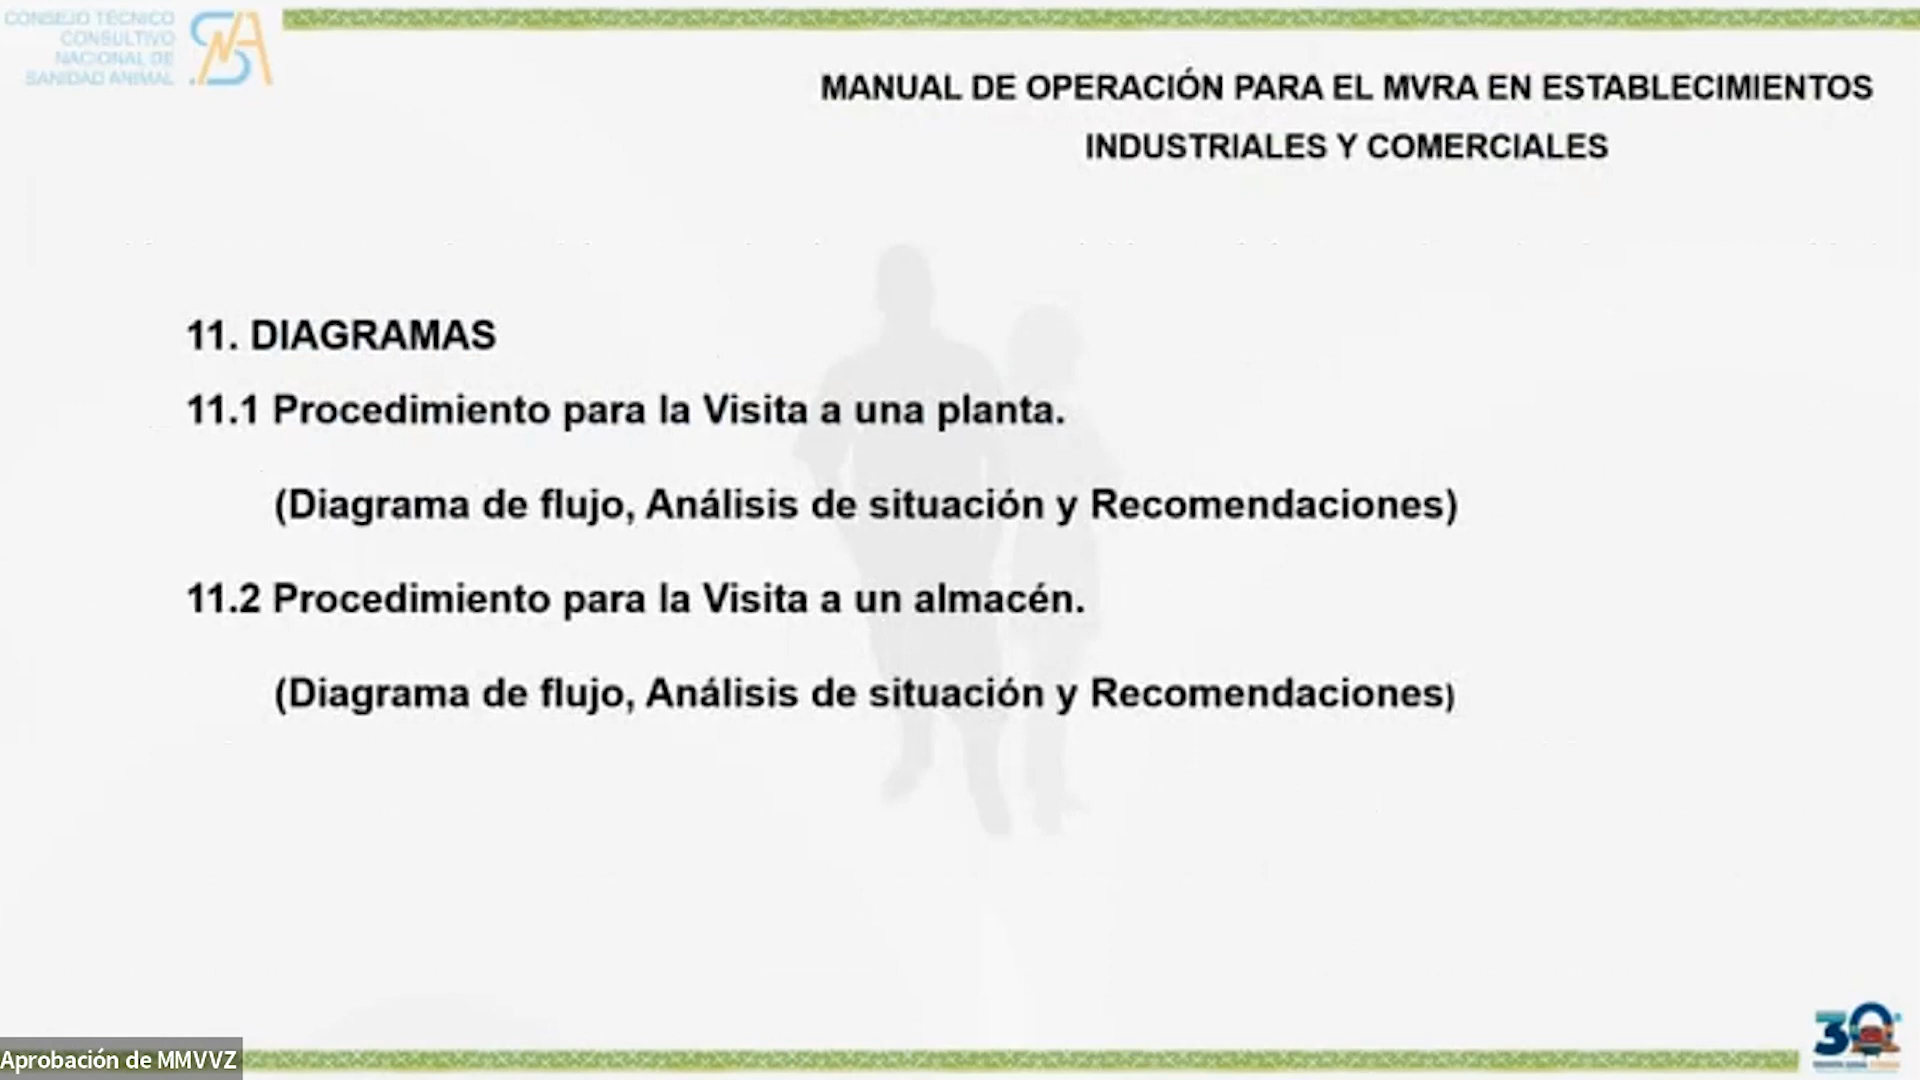 CONSEJO TÉCNICO
CONSULTIVO
NACIONAL DE
SANIDAD ANIMAL
MANUAL DE OPERACIÓN PARA EL MVRA EN ESTABLECIMIENTOS
INDUSTRIALES Y COMERCIALES
11. DIAGRAMAS
11.1 Procedimiento para la Visita a una planta.
(Diagrama de flujo, Análisis de situación y Recomendaciones)
11.2 Procedimiento para la Visita a un almacén.
(Diagrama de flujo, Análisis de situación y Recomendaciones)
Aprobación de MMVVZ
30